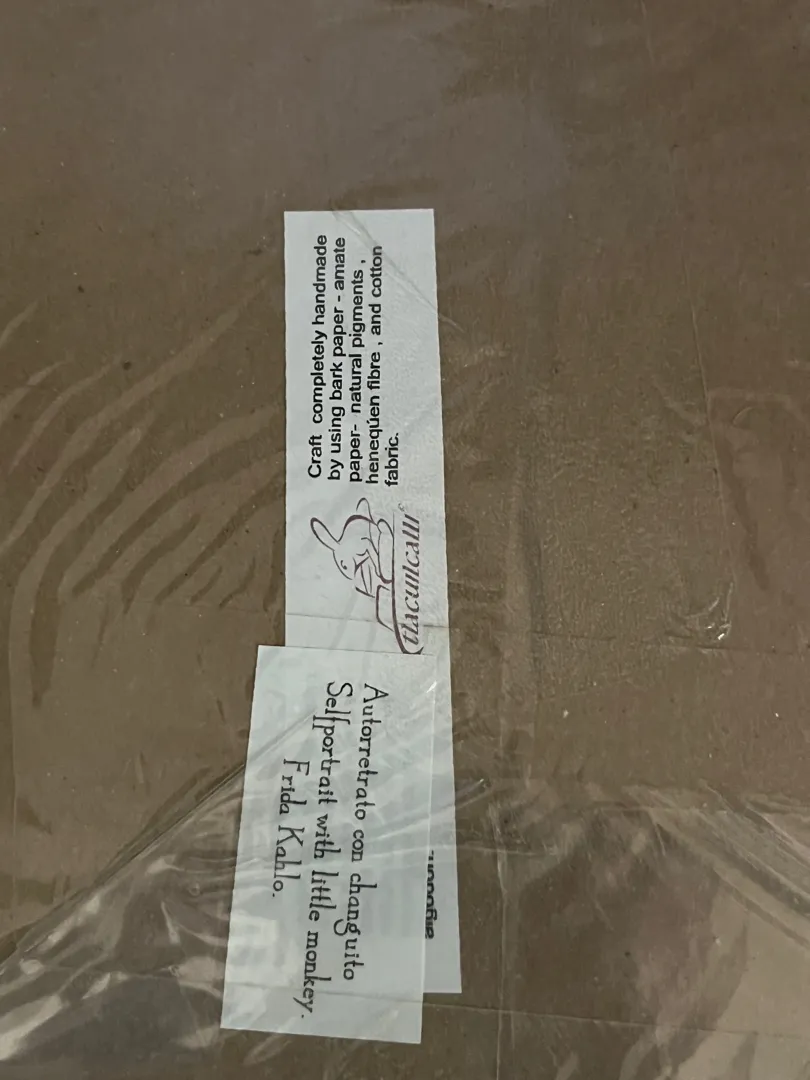 Craft completely handmade
by using bark paper - amate
paper- natural pigments ,
henequén fibre , and cotton
fabric.
tlacuilcalli
Autorretrato con changuito
Selfportrait with little monkey.
Frida Kahlo.